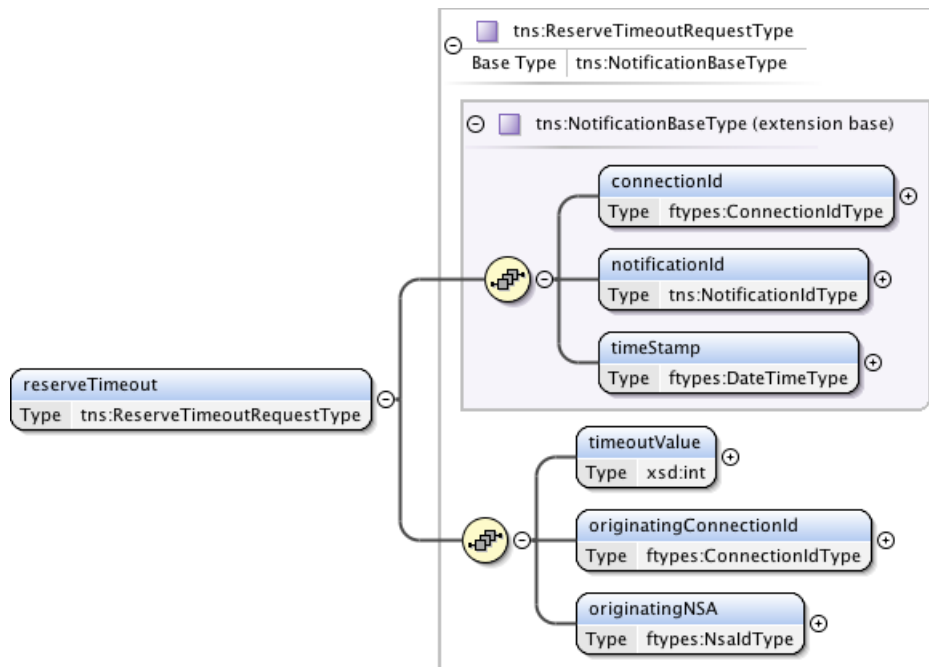 tns:ReserveTimeoutRequestType
Base Type tns:NotificationBaseType
tns:NotificationBaseType (extension base)
connectionId
Type ftypes:ConnectionIdType
notificationId
Type tns:NotificationIdType
timeStamp
Type ftypes:DateTimeType
reserveTimeout
Type tns:ReserveTimeoutRequestType
timeoutValue
Type xsd:int
originatingConnectionId
Type ftypes:ConnectionIdType
originatingNSA
Type ftypes:NsaIdType